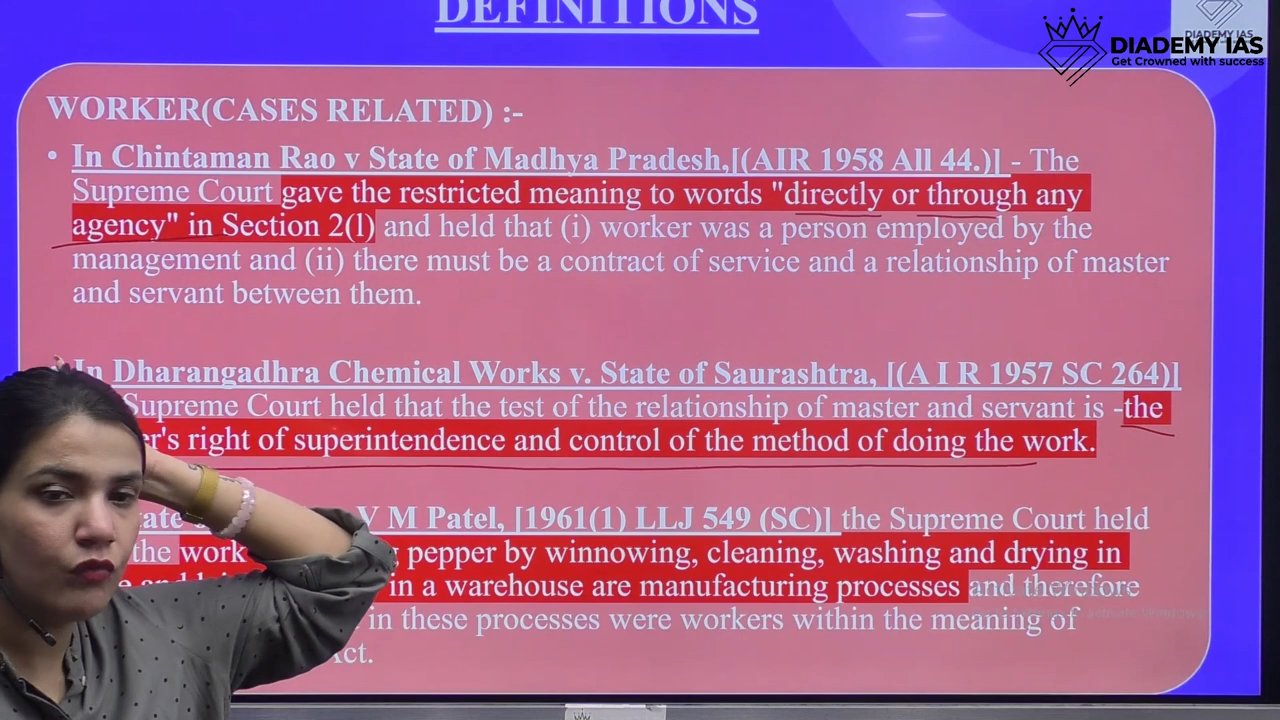 DEFINITIONS
DIADEMY IAS
DIADEMY IAS
Get Crowned with success
WORKER(CASES RELATED) :-
• In Chintaman Rao v State of Madhya Pradesh,[(AIR 1958 All 44.)] - The
Supreme Court gave the restricted meaning to words "directly or through any
agency" in Section 2(l) and held that (i) worker was a person employed by the
management and (ii) there must be a contract of service and a relationship of master
and servant between them.
In Dharangadhra Chemical Works v. State of Saurashtra, [(A I R 1957 SC 264)]
Supreme Court held that the test of the relationship of master and servant is -the
right of superintendence and control of the method of doing the work.
V M Patel, [1961(1) LLJ 549 (SC)] the Supreme Court held
the work pepper by winnowing, cleaning, washing and drying in
in a warehouse are manufacturing processes and therefore
in these processes were workers within the meaning of
Act.